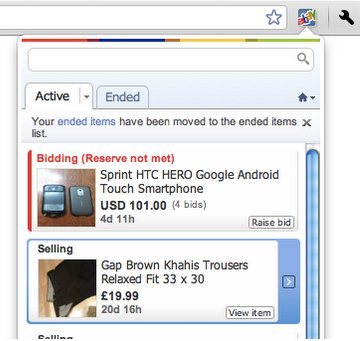 Active
Ended
Your ended items have been moved to the ended items
list.
Bidding (Reserve not met)
Sprint HTC HERO Google Android
Touch Smartphone
USD 101.00 (4 bids)
4d 11h
Raise bid
Selling
Gap Brown Khahis Trousers
Relaxed Fit 33 x 30
£19.99
20d 16h
View item
Selling